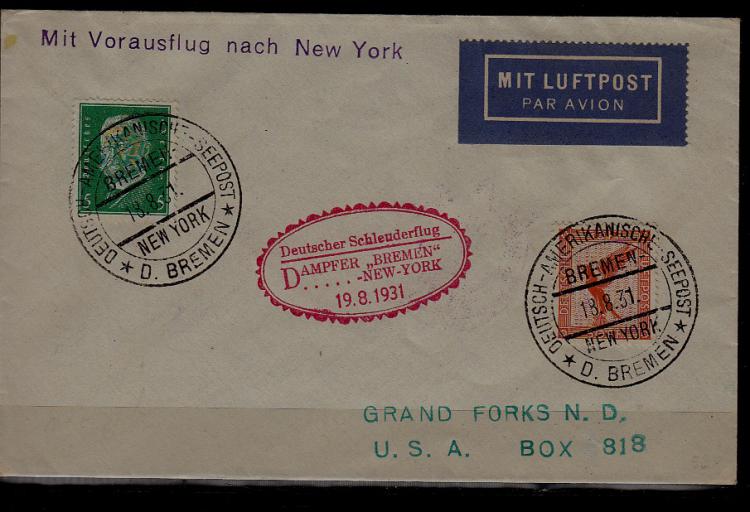 Mit Vorausflug nach New York
MIT LUFTPOST
PAR AVION
5
DEUTSCH-AMERIKANISCHE-SEEPOST
BREMEN-
18.8.31.
NEW YORK
★ D. BREMEN ★
Deutscher Schleuderflug
DAMPFER „BREMEN"
D......-NEW-YORK
19.8.1931
DEUTSCH-AMERIKANISCHE-SEEPOST
BREMEN-
18.8.31.
NEW YORK
★ D. BREMEN ★
GRAND FORKS N. D.
U. S. A. BOX 818